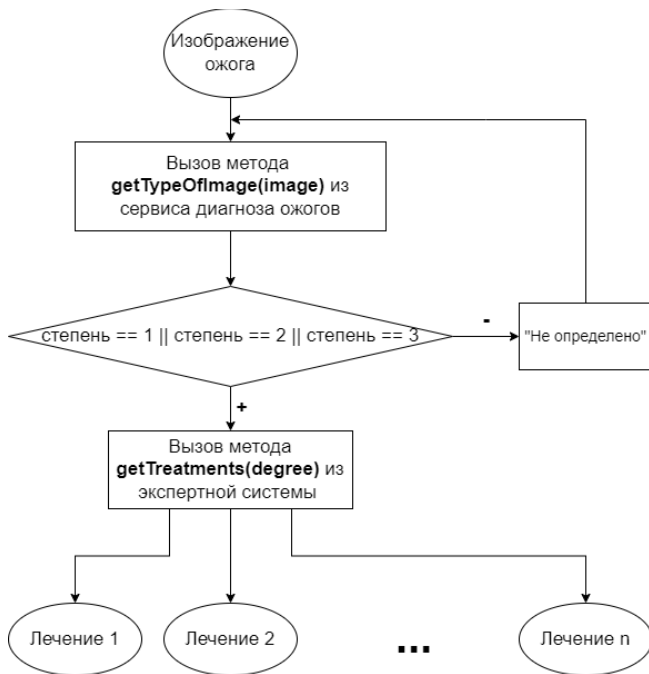 Изображение
ожога
Вызов метода
getTypeOfImage(image) из
сервиса диагноза ожогов
степень == 1 || степень == 2 || степень == 3
-
"Не определено"
+
Вызов метода
getTreatments(degree) из
экспертной системы
Лечение 1
Лечение 2
...
Лечение n